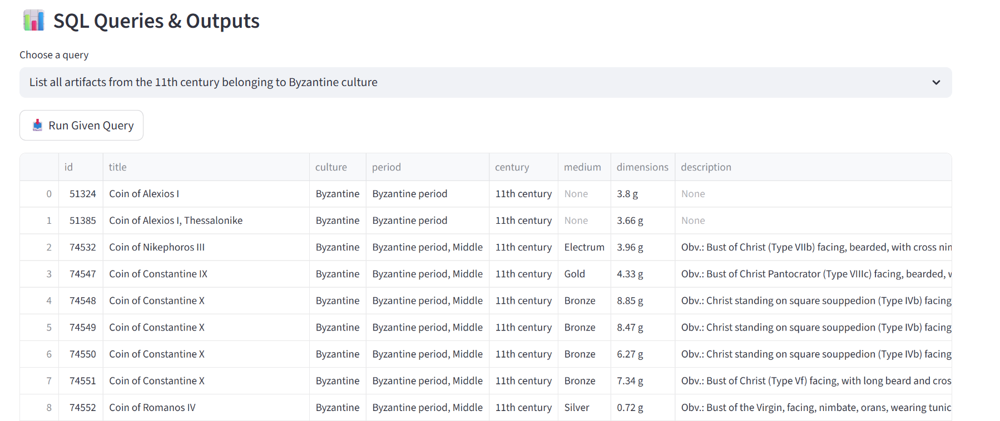 SQL Queries & Outputs
Choose a query
List all artifacts from the 11th century belonging to Byzantine culture
Run Given Query
id title culture period century medium dimensions description
0 51324 Coin of Alexios I Byzantine Byzantine period 11th century None 3.8 g None
1 51385 Coin of Alexios I, Thessalonike Byzantine Byzantine period 11th century None 3.66 g None
2 74532 Coin of Nikephoros III Byzantine Byzantine period, Middle 11th century Electrum 3.96 g Obv.: Bust of Christ (Type VIIb) facing, bearded, with cross nim
3 74547 Coin of Constantine IX Byzantine Byzantine period, Middle 11th century Gold 4.33 g Obv.: Bust of Christ Pantocrator (Type VIIIc) facing, bearded, w
4 74548 Coin of Constantine X Byzantine Byzantine period, Middle 11th century Bronze 8.85 g Obv.: Christ standing on square souppedion (Type IVb) facing
5 74549 Coin of Constantine X Byzantine Byzantine period, Middle 11th century Bronze 8.47 g Obv.: Christ standing on square souppedion (Type IVb) facing
6 74550 Coin of Constantine X Byzantine Byzantine period, Middle 11th century Bronze 6.27 g Obv.: Christ standing on square souppedion (Type IVb) facing
7 74551 Coin of Constantine X Byzantine Byzantine period, Middle 11th century Bronze 7.34 g Obv.: Bust of Christ (Type Vf) facing, with long beard and cros
8 74552 Coin of Romanos IV Byzantine Byzantine period, Middle 11th century Silver 0.72 g Obv.: Bust of the Virgin, facing, nimbate, orans, wearing tunic